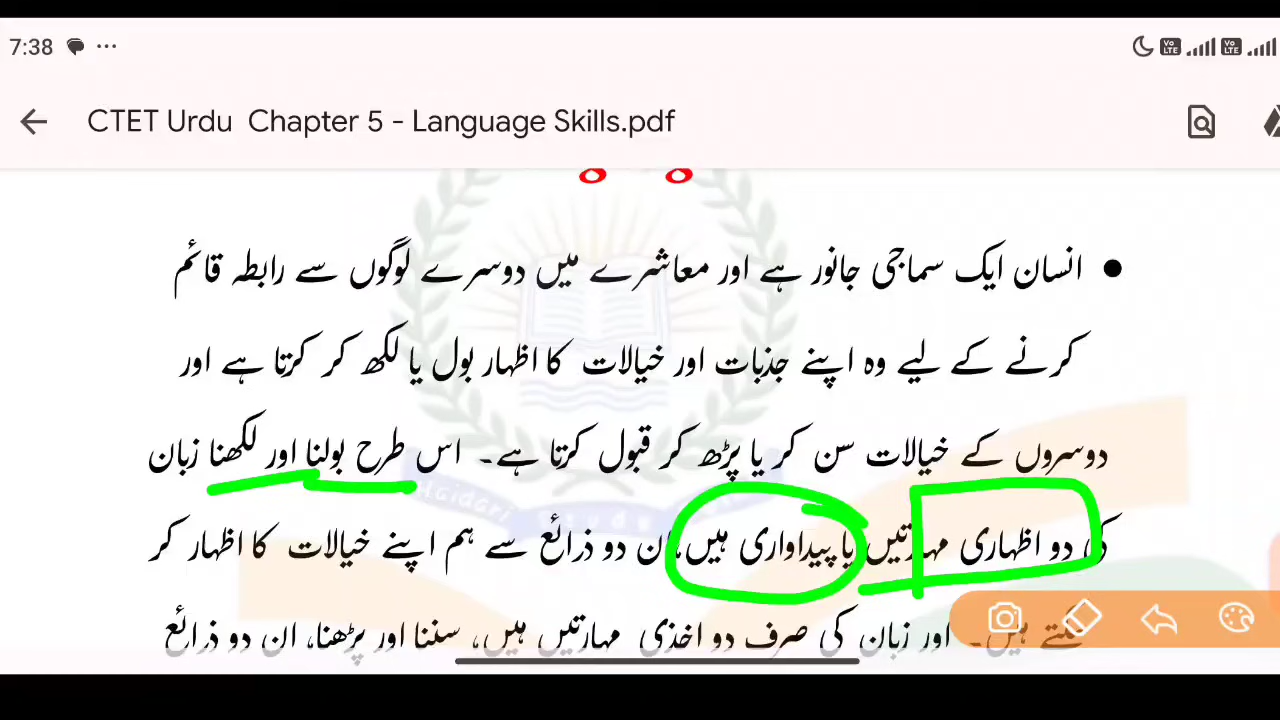 7:38
CTET Urdu Chapter 5 - Language Skills.pdf
انسان ایک سماجی جانور ہے اور معاشرے میں دوسرے لوگوں سے رابطہ قائم
کرنے کے لیے وہ اپنے جذبات اور خیالات کا اظہار بول یا لکھ کر کرتا ہے اور
دوسروں کے خیالات سن کر یا پڑھ کر قبول کرتا ہے۔ اس طرح بولنا اور لکھنا زبان
کی دو اظہاری مہارتیں یا پیداواری ہیں، ان دو ذرائع سے ہم اپنے خیالات کا اظہار کر
سکتے ہیں۔ اور زبان کی صرف دو اخذی مہارتیں ہیں، سننا اور پڑھنا، ان دو ذرائع